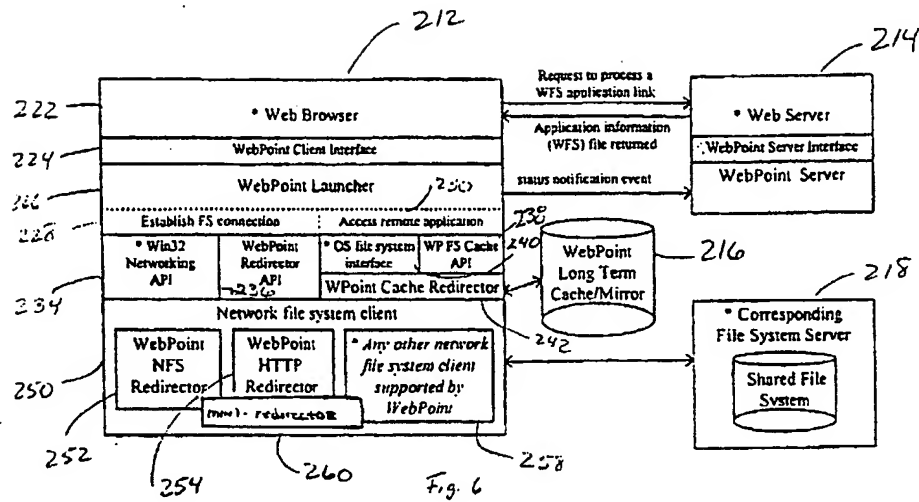 212
214
222
* Web Browser
Request to process a
WFS application link
* Web Server
Application information
(WFS) file returned
224
WebPoint Client Interface
WebPoint Server Interface
WebPoint Launcher
status notification event
WebPoint Server
230
228
Establish FS connection
Access remote application
238
* Win32
Networking
API
WebPoint
Redirector
API
* OS file system
interface
WP FS Cache
API
240
WebPoint
Long Term
Cache/Mirror
216
234
236
WPoint Cache Redirector
242
218
Network file system client
* Corresponding
File System Server
250
WebPoint
NFS
Redirector
WebPoint
HTTP
Redirector
* Any other network
file system client
supported by
WebPoint
Shared File
System
mini-redirector
252
254
260
258
Fig. 6